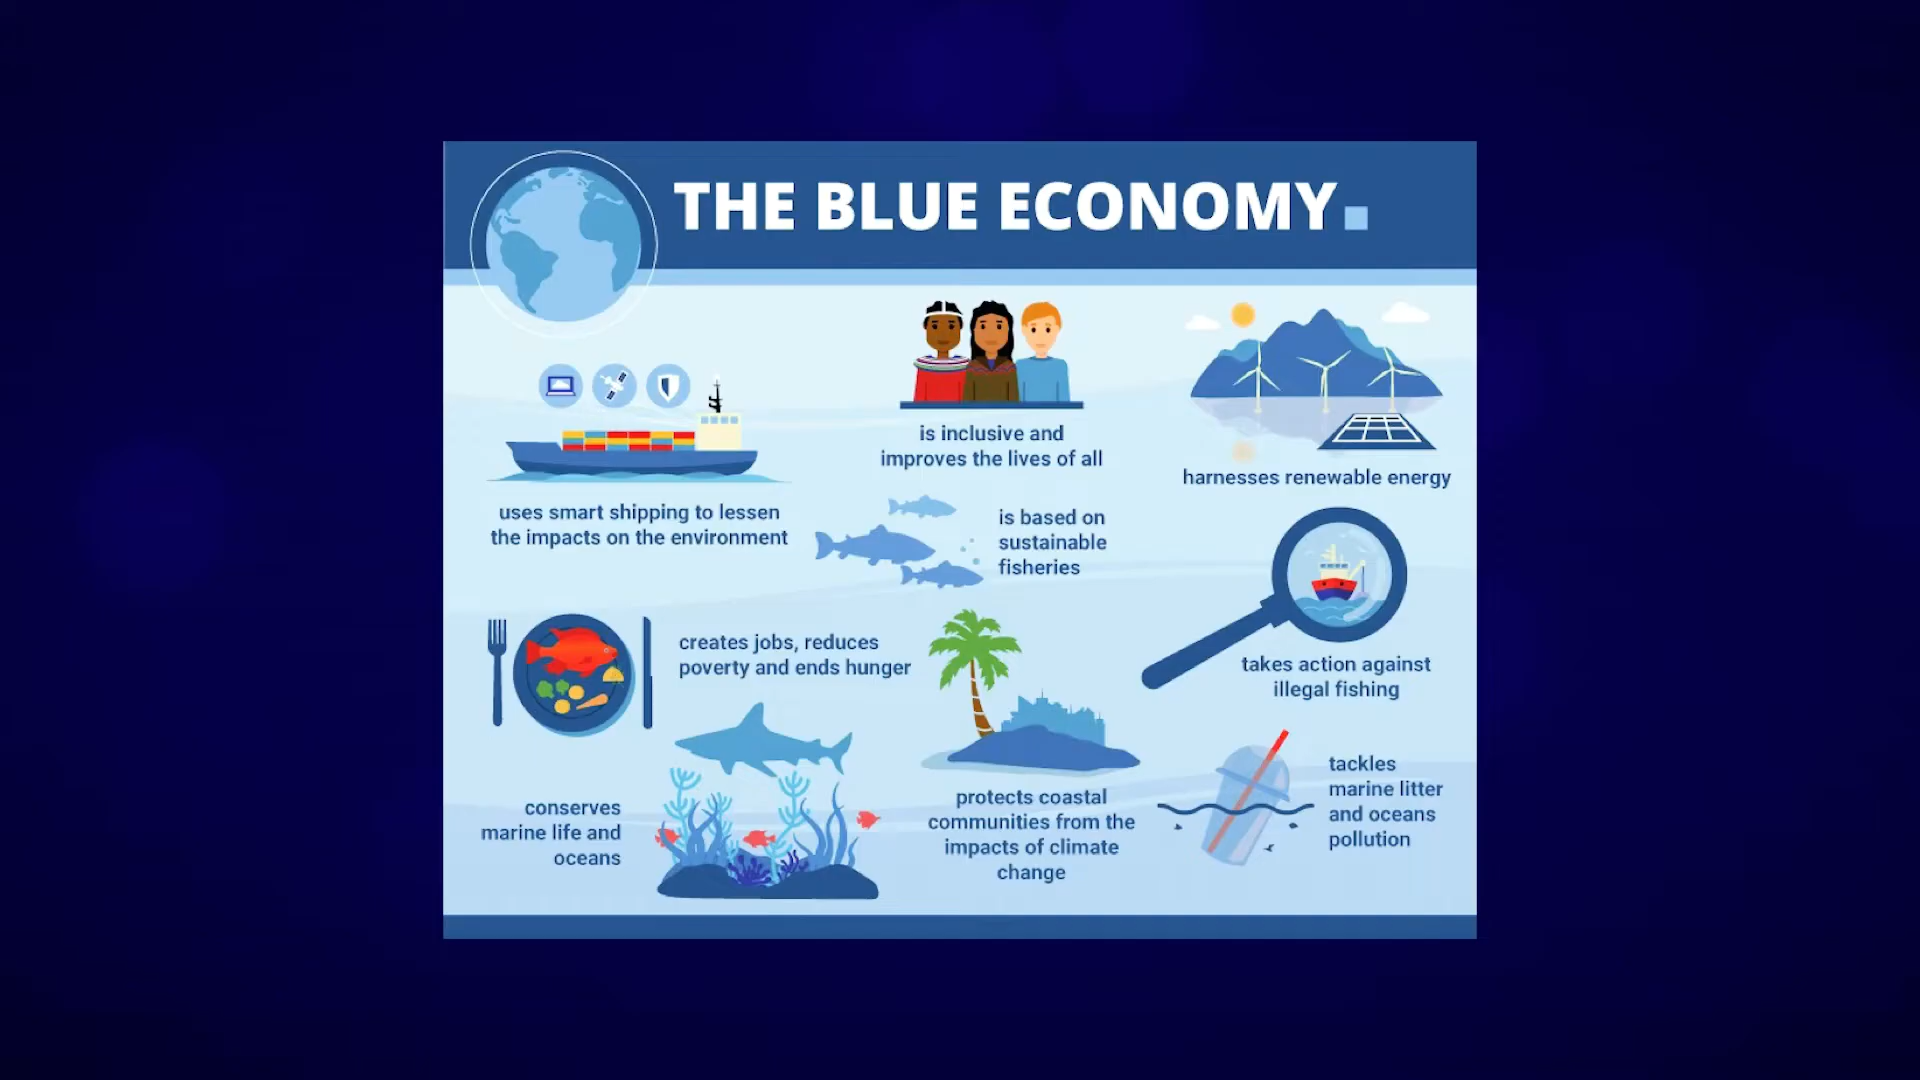 THE BLUE ECONOMY
is inclusive and
improves the lives of all
harnesses renewable energy
uses smart shipping to lessen
the impacts on the environment
is based on
sustainable
fisheries
creates jobs, reduces
poverty and ends hunger
takes action against
illegal fishing
conserves
marine life and
oceans
protects coastal
communities from the
impacts of climate
change
tackles
marine litter
and oceans
pollution